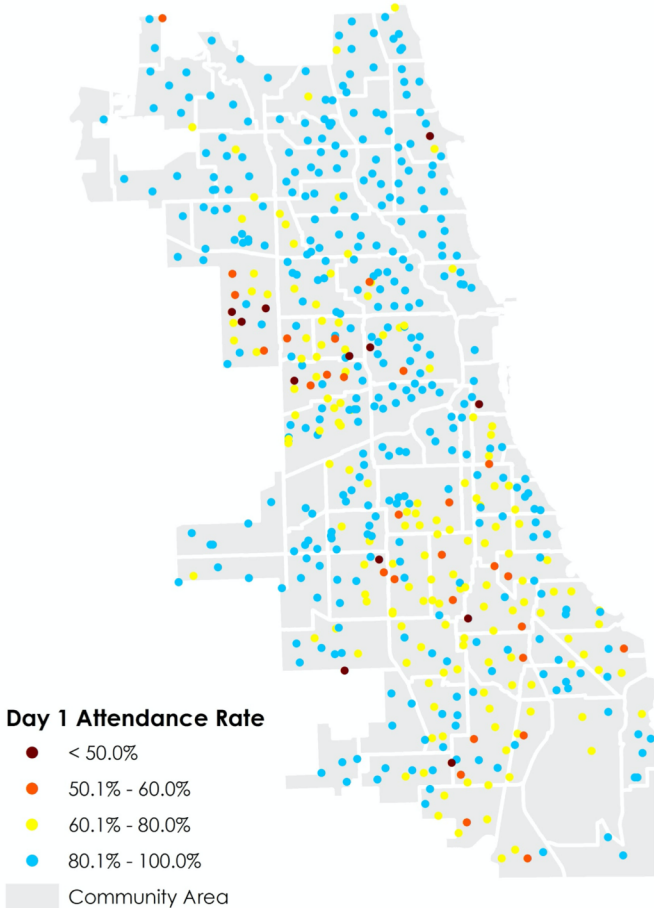 Day 1 Attendance Rate
< 50.0%
50.1% - 60.0%
60.1% - 80.0%
80.1% - 100.0%
Community Area